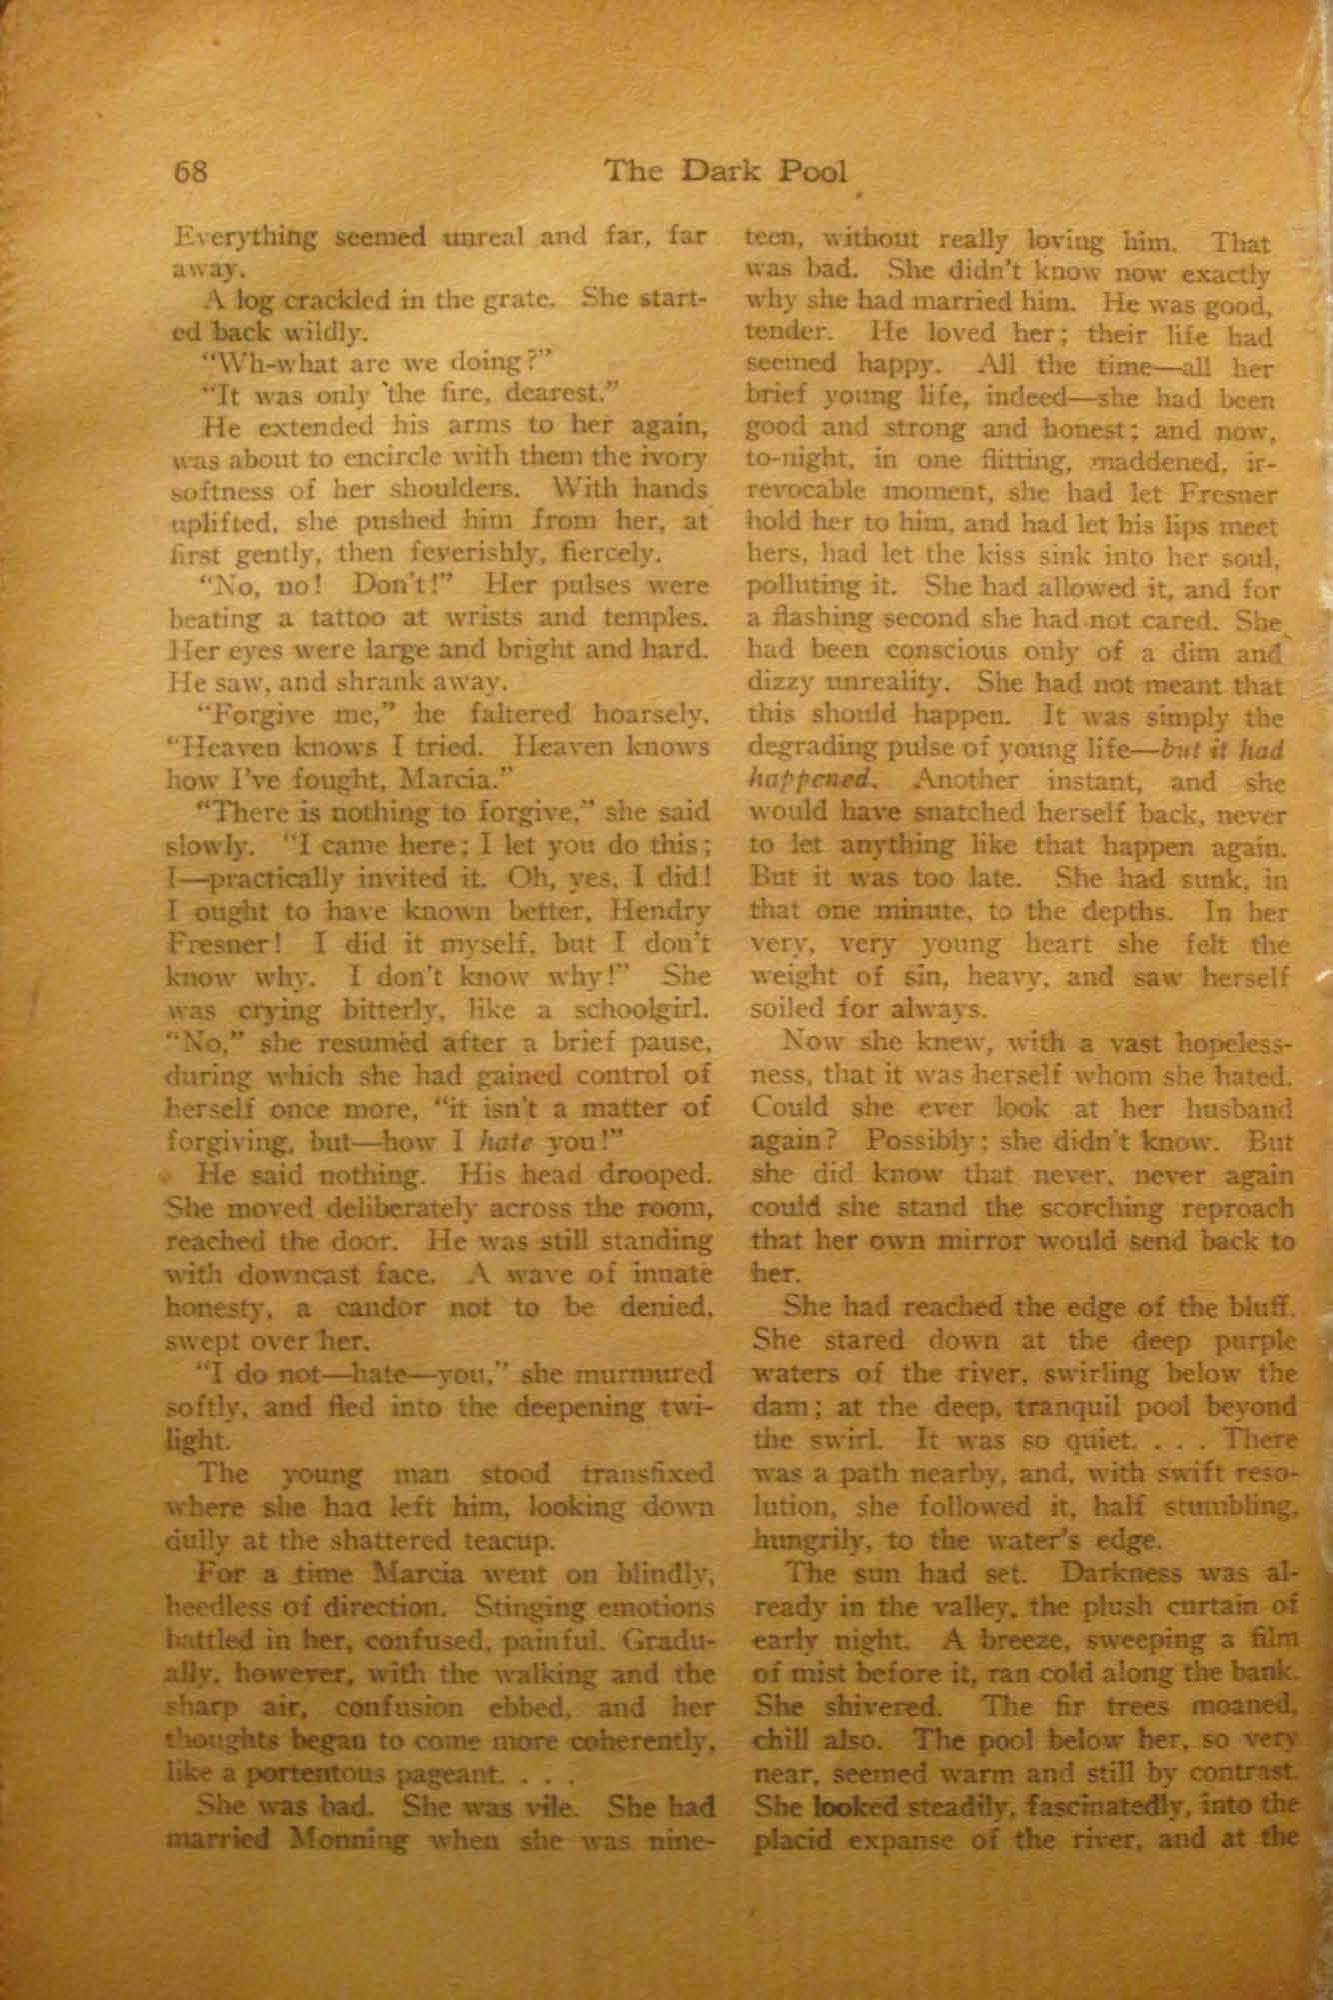 68
The Dark Pool
Everything seemed unreal and far, far
away.
A log crackled in the grate. She start-
ed back wildly.
"Wh-what are we doing?"
"It was only the fire, dearest."
He extended his arms to her again,
was about to encircle with them the ivory
softness of her shoulders. With hands
uplifted, she pushed him from her, at
first gently, then feverishly, fiercely.
"No, no! Don't!" Her pulses were
beating a tattoo at wrists and temples.
Her eyes were large and bright and hard.
He saw, and shrank away.
"Forgive me," he faltered hoarsely.
"Heaven knows I tried. Heaven knows
how I've fought, Marcia."
"There is nothing to forgive," she said
slowly. "I came here; I let you do this;
I—practically invited it. Oh, yes, I did!
I ought to have known better, Hendry
Fresner! I did it myself, but I don't
know why. I don't know why!" She
was crying bitterly, like a schoolgirl.
"No," she resumed after a brief pause,
during which she had gained control of
herself once more, "it isn't a matter of
forgiving, but—how I hate you!"
He said nothing. His head drooped.
She moved deliberately across the room,
reached the door. He was still standing
with downcast face. A wave of innate
honesty, a candor not to be denied,
swept over her.
"I do not—hate—you," she murmured
softly, and fled into the deepening twi-
light.
The young man stood transfixed
where she had left him, looking down
dully at the shattered teacup.
For a time Marcia went on blindly,
heedless of direction. Stinging emotions
battled in her, confused, painful. Gradu-
ally, however, with the walking and the
sharp air, confusion ebbed, and her
thoughts began to come more coherently,
like a portentous pageant. . . .
She was bad. She was vile. She had
married Monning when she was nine-
teen, without really loving him. That
was bad. She didn't know now exactly
why she had married him. He was good,
tender. He loved her; their life had
seemed happy. All the time—all her
brief young life, indeed—she had been
good and strong and honest; and now,
to-night, in one flitting, maddened, ir-
revocable moment, she had let Fresner
hold her to him, and had let his lips meet
hers, had let the kiss sink into her soul,
polluting it. She had allowed it, and for
a flashing second she had not cared. She
had been conscious only of a dim and
dizzy unreality. She had not meant that
this should happen. It was simply the
degrading pulse of young life—but it had
happened. Another instant, and she
would have snatched herself back, never
to let anything like that happen again.
But it was too late. She had sunk, in
that one minute, to the depths. In her
very, very young heart she felt the
weight of sin, heavy, and saw herself
soiled for always.
Now she knew, with a vast hopeless-
ness, that it was herself whom she hated.
Could she ever look at her husband
again? Possibly; she didn't know. But
she did know that never, never again
could she stand the scorching reproach
that her own mirror would send back to
her.
She had reached the edge of the bluff.
She stared down at the deep purple
waters of the river, swirling below the
dam; at the deep, tranquil pool beyond
the swirl. It was so quiet. . . . There
was a path nearby, and, with swift reso-
lution, she followed it, half stumbling,
hungrily, to the water's edge.
The sun had set. Darkness was al-
ready in the valley, the plush curtain of
early night. A breeze, sweeping a film
of mist before it, ran cold along the bank.
She shivered. The fir trees moaned,
chill also. The pool below her, so very
near, seemed warm and still by contrast.
She looked steadily, fascinatedly, into the
placid expanse of the river, and at the